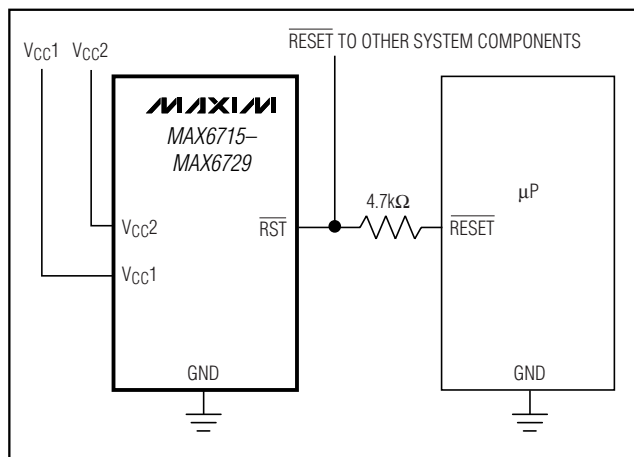 RESET TO OTHER SYSTEM COMPONENTS
VCC1 VCC2
MAXIM
MAX6715–
MAX6729
4.7kΩ
μP
VCC2
RST
RESET
VCC1
GND
GND